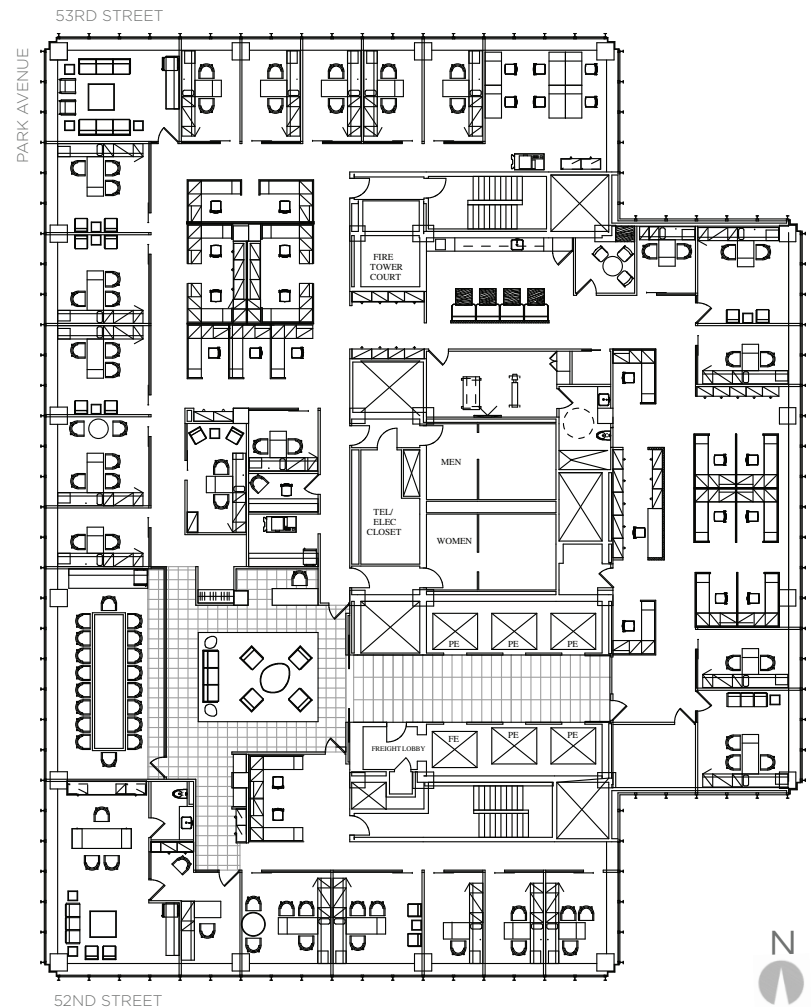 53RD STREET
PARK AVENUE
FIRE
TOWER
COURT
MEN
TEL/
ELEC
CLOSET
WOMEN
PE
PE
PE
FREIGHT LOBBY
FE
PE
PE
52ND STREET
N